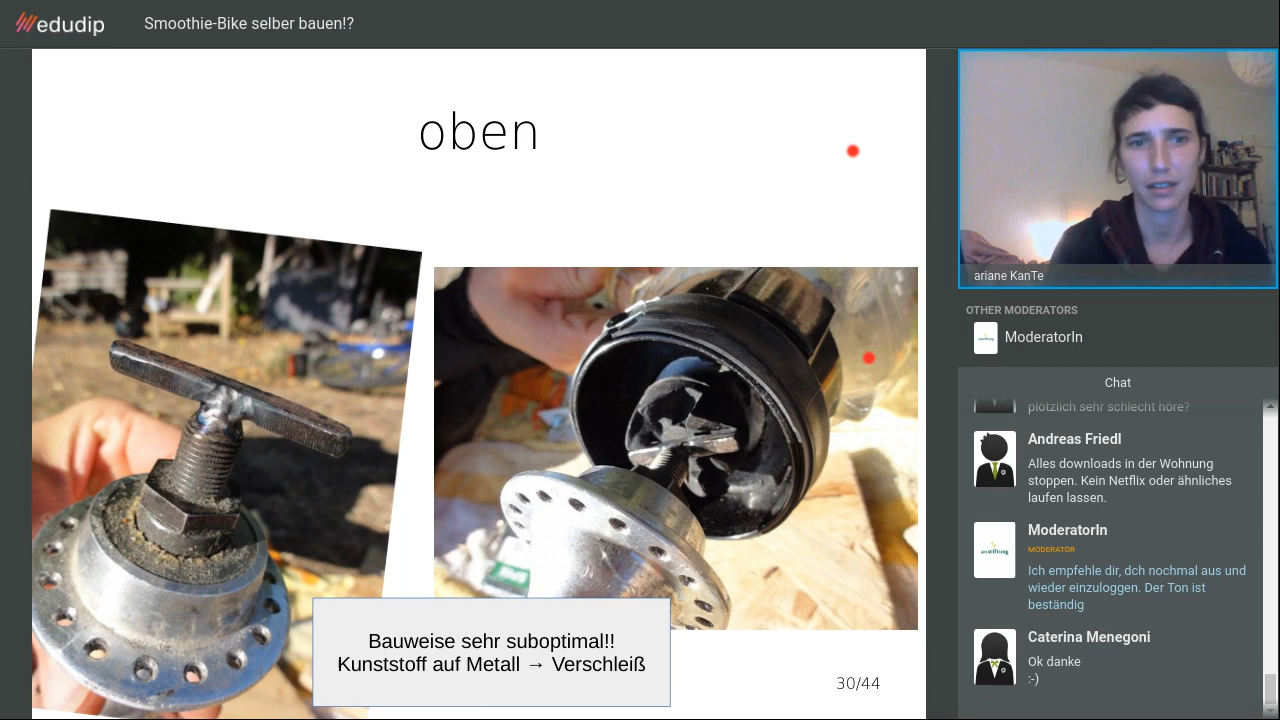 edudip
Smoothie-Bike selber bauen!?
oben
Bauweise sehr suboptimal!!
Kunststoff auf Metall → Verschleiß
30/44
ariane KanTe
OTHER MODERATORS
ModeratorIn
Chat
plötzlich sehr schlecht höre?
Andreas Friedl
Alles downloads in der Wohnung
stoppen. Kein Netflix oder ähnliches
laufen lassen.
ModeratorIn
MODERATOR
Ich empfehle dir, dch nochmal aus und
wieder einzuloggen. Der Ton ist
beständig
Caterina Menegoni
Ok danke
:-)